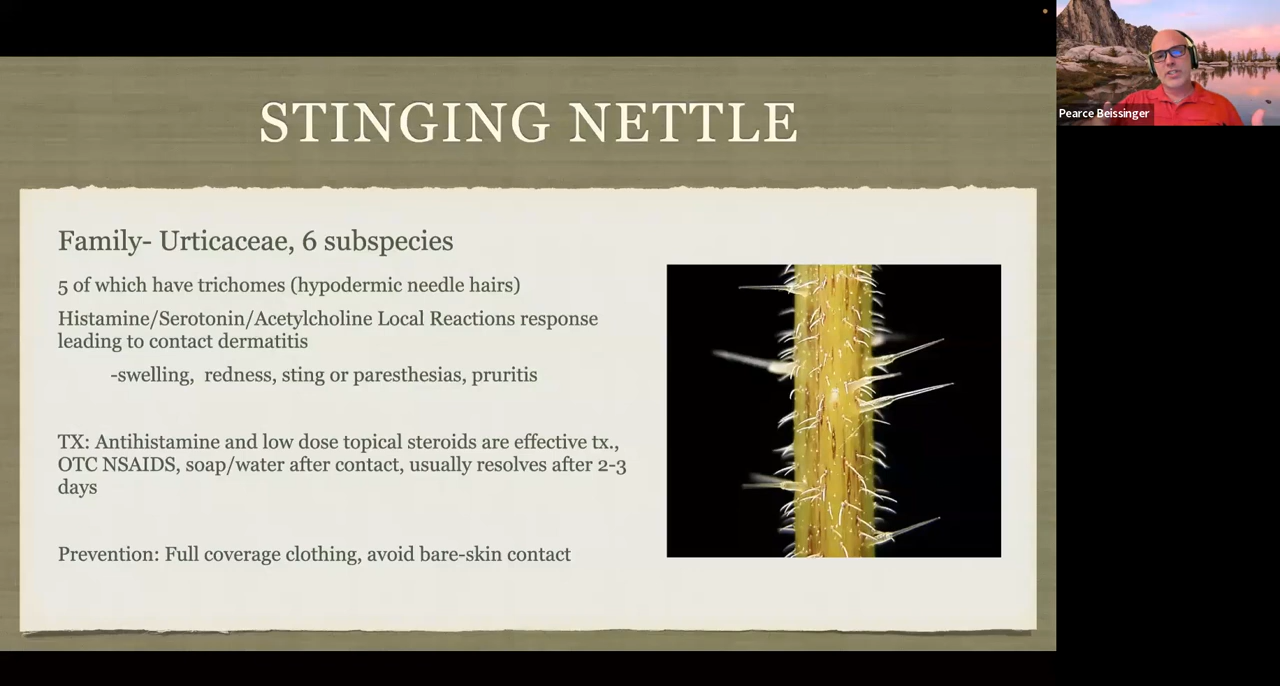 STINGING NETTLE
Pearce Beissinger
Family- Urticaceae, 6 subspecies
5 of which have trichomes (hypodermic needle hairs)
Histamine/Serotonin/Acetylcholine Local Reactions response
leading to contact dermatitis
-swelling, redness, sting or paresthesias, pruritis
TX: Antihistamine and low dose topical steroids are effective tx.,
OTC NSAIDS, soap/water after contact, usually resolves after 2-3
days
Prevention: Full coverage clothing, avoid bare-skin contact